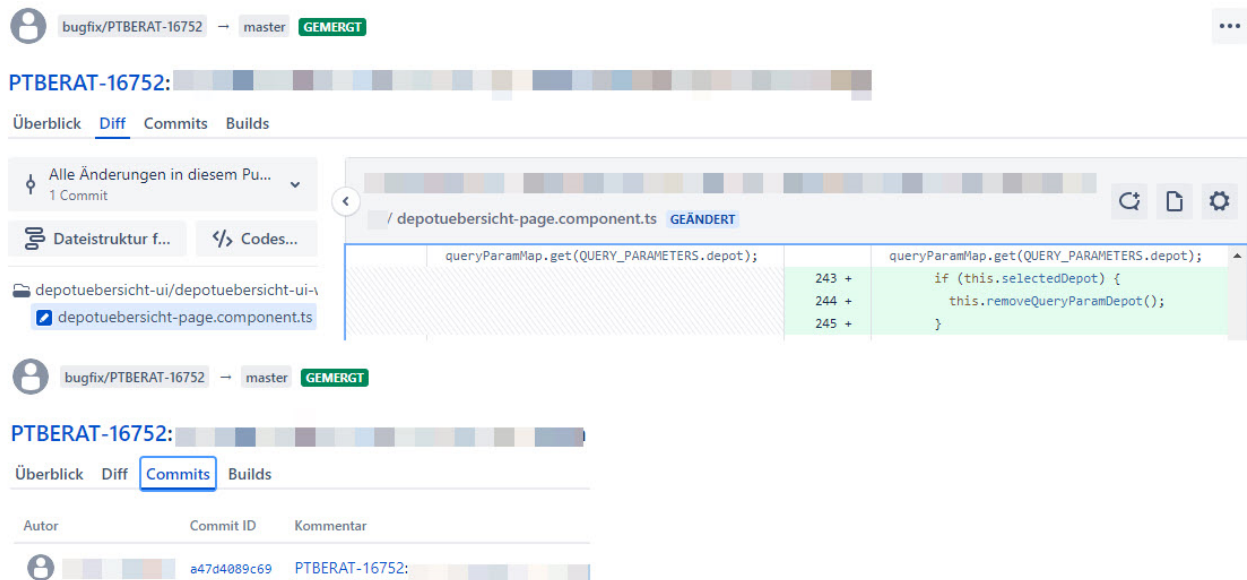 bugfix/PTBERAT-16752 → master GEMERGT
PTBERAT-16752:
Überblick Diff Commits Builds
Alle Änderungen in diesem Pu...
1 Commit
/ depotuebersicht-page.component.ts GEÄNDERT
Dateistruktur f... Codes...
queryParamMap.get(QUERY_PARAMETERS.depot); queryParamMap.get(QUERY_PARAMETERS.depot);
243 + if (this.selectedDepot) {
depotuebersicht-ui/depotuebersicht-ui-v
244 + this.removeQueryParamDepot();
depotuebersicht-page.component.ts
245 + }
bugfix/PTBERAT-16752 → master GEMERGT
PTBERAT-16752:
Überblick Diff Commits Builds
Autor Commit ID Kommentar
a47d4089c69 PTBERAT-16752: